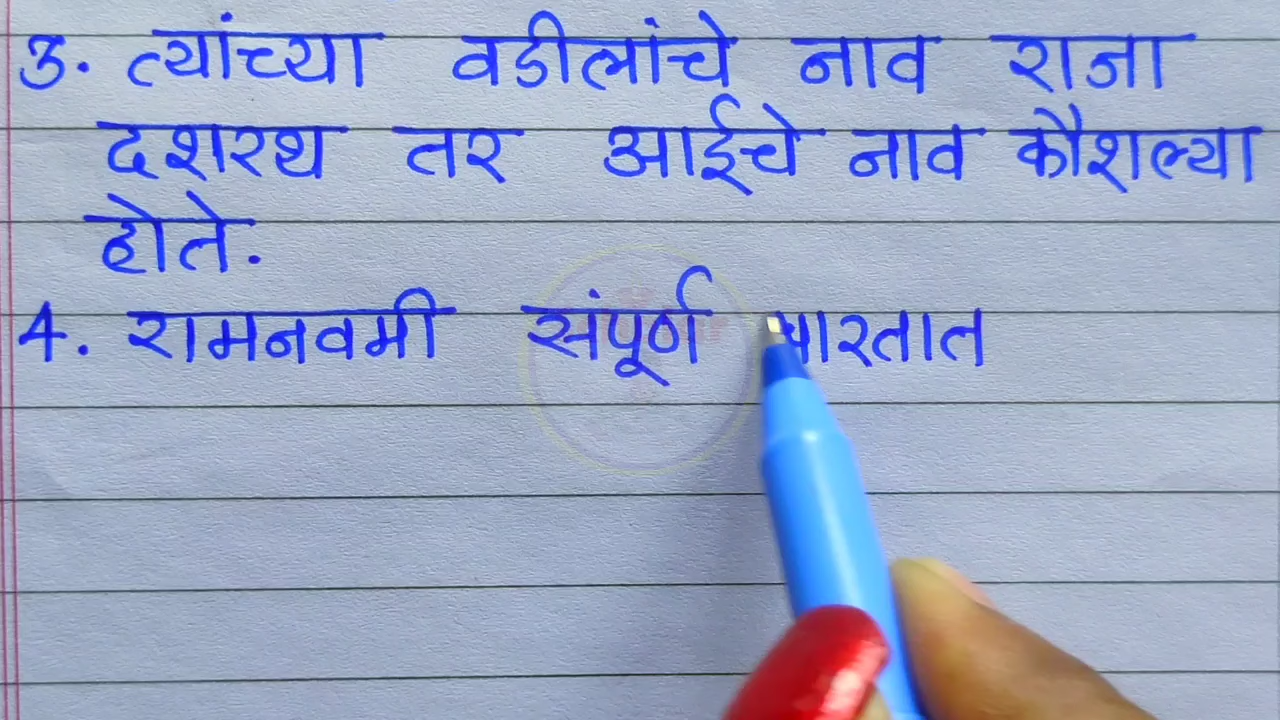 3. त्यांच्या वडीलांचे नाव राजा
दशरथ तर आईचे नाव कौशल्या
होते.
4. रामनवमी संपूर्ण भारतात